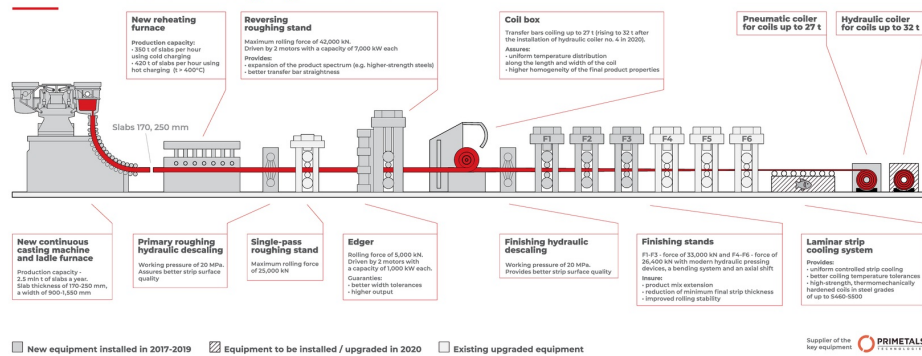 New reheating
furnace
Production capacity:
• 350 t of slabs per hour
using cold charging
• 420 t of slabs per hour using
hot charging (t > 400°C)
Reversing
roughing stand
Maximum rolling force of 42,000 kN.
Driven by 2 motors with a capacity of 7,000 kW each
Provides:
• expansion of the product spectrum (e.g. higher-strength steels)
• better transfer bar straightness
Coil box
Transfer bars coiling up to 27 t (rising to 32 t after
the installation of hydraulic coiler no. 4 in 2020).
Assures:
• uniform temperature distribution
along the length and width of the coil
• higher homogeneity of the final product properties
Pneumatic coiler
for coils up to 27 t
Hydraulic coiler
for coils up to 32 t
Slabs 170, 250 mm
F1
F2
F3
F4
F5
F6
New continuous
casting machine
and ladle furnace
Production capacity -
2.5 mln t of slabs a year.
Slab thickness of 170-250 mm,
a width of 900-1,550 mm
Primary roughing
hydraulic descaling
Working pressure of 20 MPa.
Assures better strip surface
quality
Single-pass
roughing stand
Maximum rolling force
of 25,000 kN
Edger
Rolling force of 5,000 kN.
Driven by 2 motors with
a capacity of 1,000 kW each.
Guaranties:
• better width tolerances
• higher output
Finishing hydraulic
descaling
Working pressure of 20 MPa.
Provides better strip surface quality
Finishing stands
F1-F3 - force of 33,000 kN and F4-F6 - force of
26,400 kN with modern hydraulic pressing
devices, a bending system and an axial shift
Insure:
• product mix extension
• reduction of minimum final strip thickness
• improved rolling stability
Laminar strip
cooling system
Provides:
• uniform controlled strip cooling
• better coiling temperature tolerances
• high-strength, thermomechanically
hardened coils in steel grades
of up to S460-S500
New equipment installed in 2017-2019
Equipment to be installed / upgraded in 2020
Existing upgraded equipment
Supplier of the
key equipment
PRIMETALS
TECHNOLOGIES